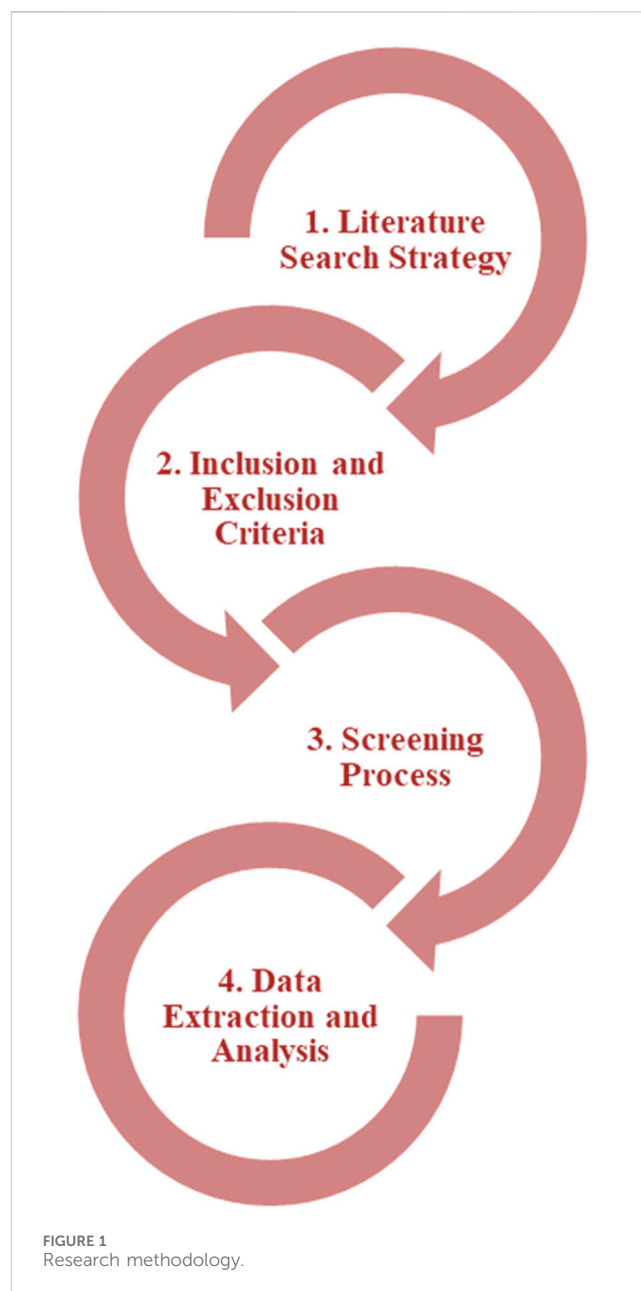 1. Literature
Search Strategy
2. Inclusion and
Exclusion
Criteria
3. Screening
Process
4. Data
Extraction and
Analysis
FIGURE 1
Research methodology.